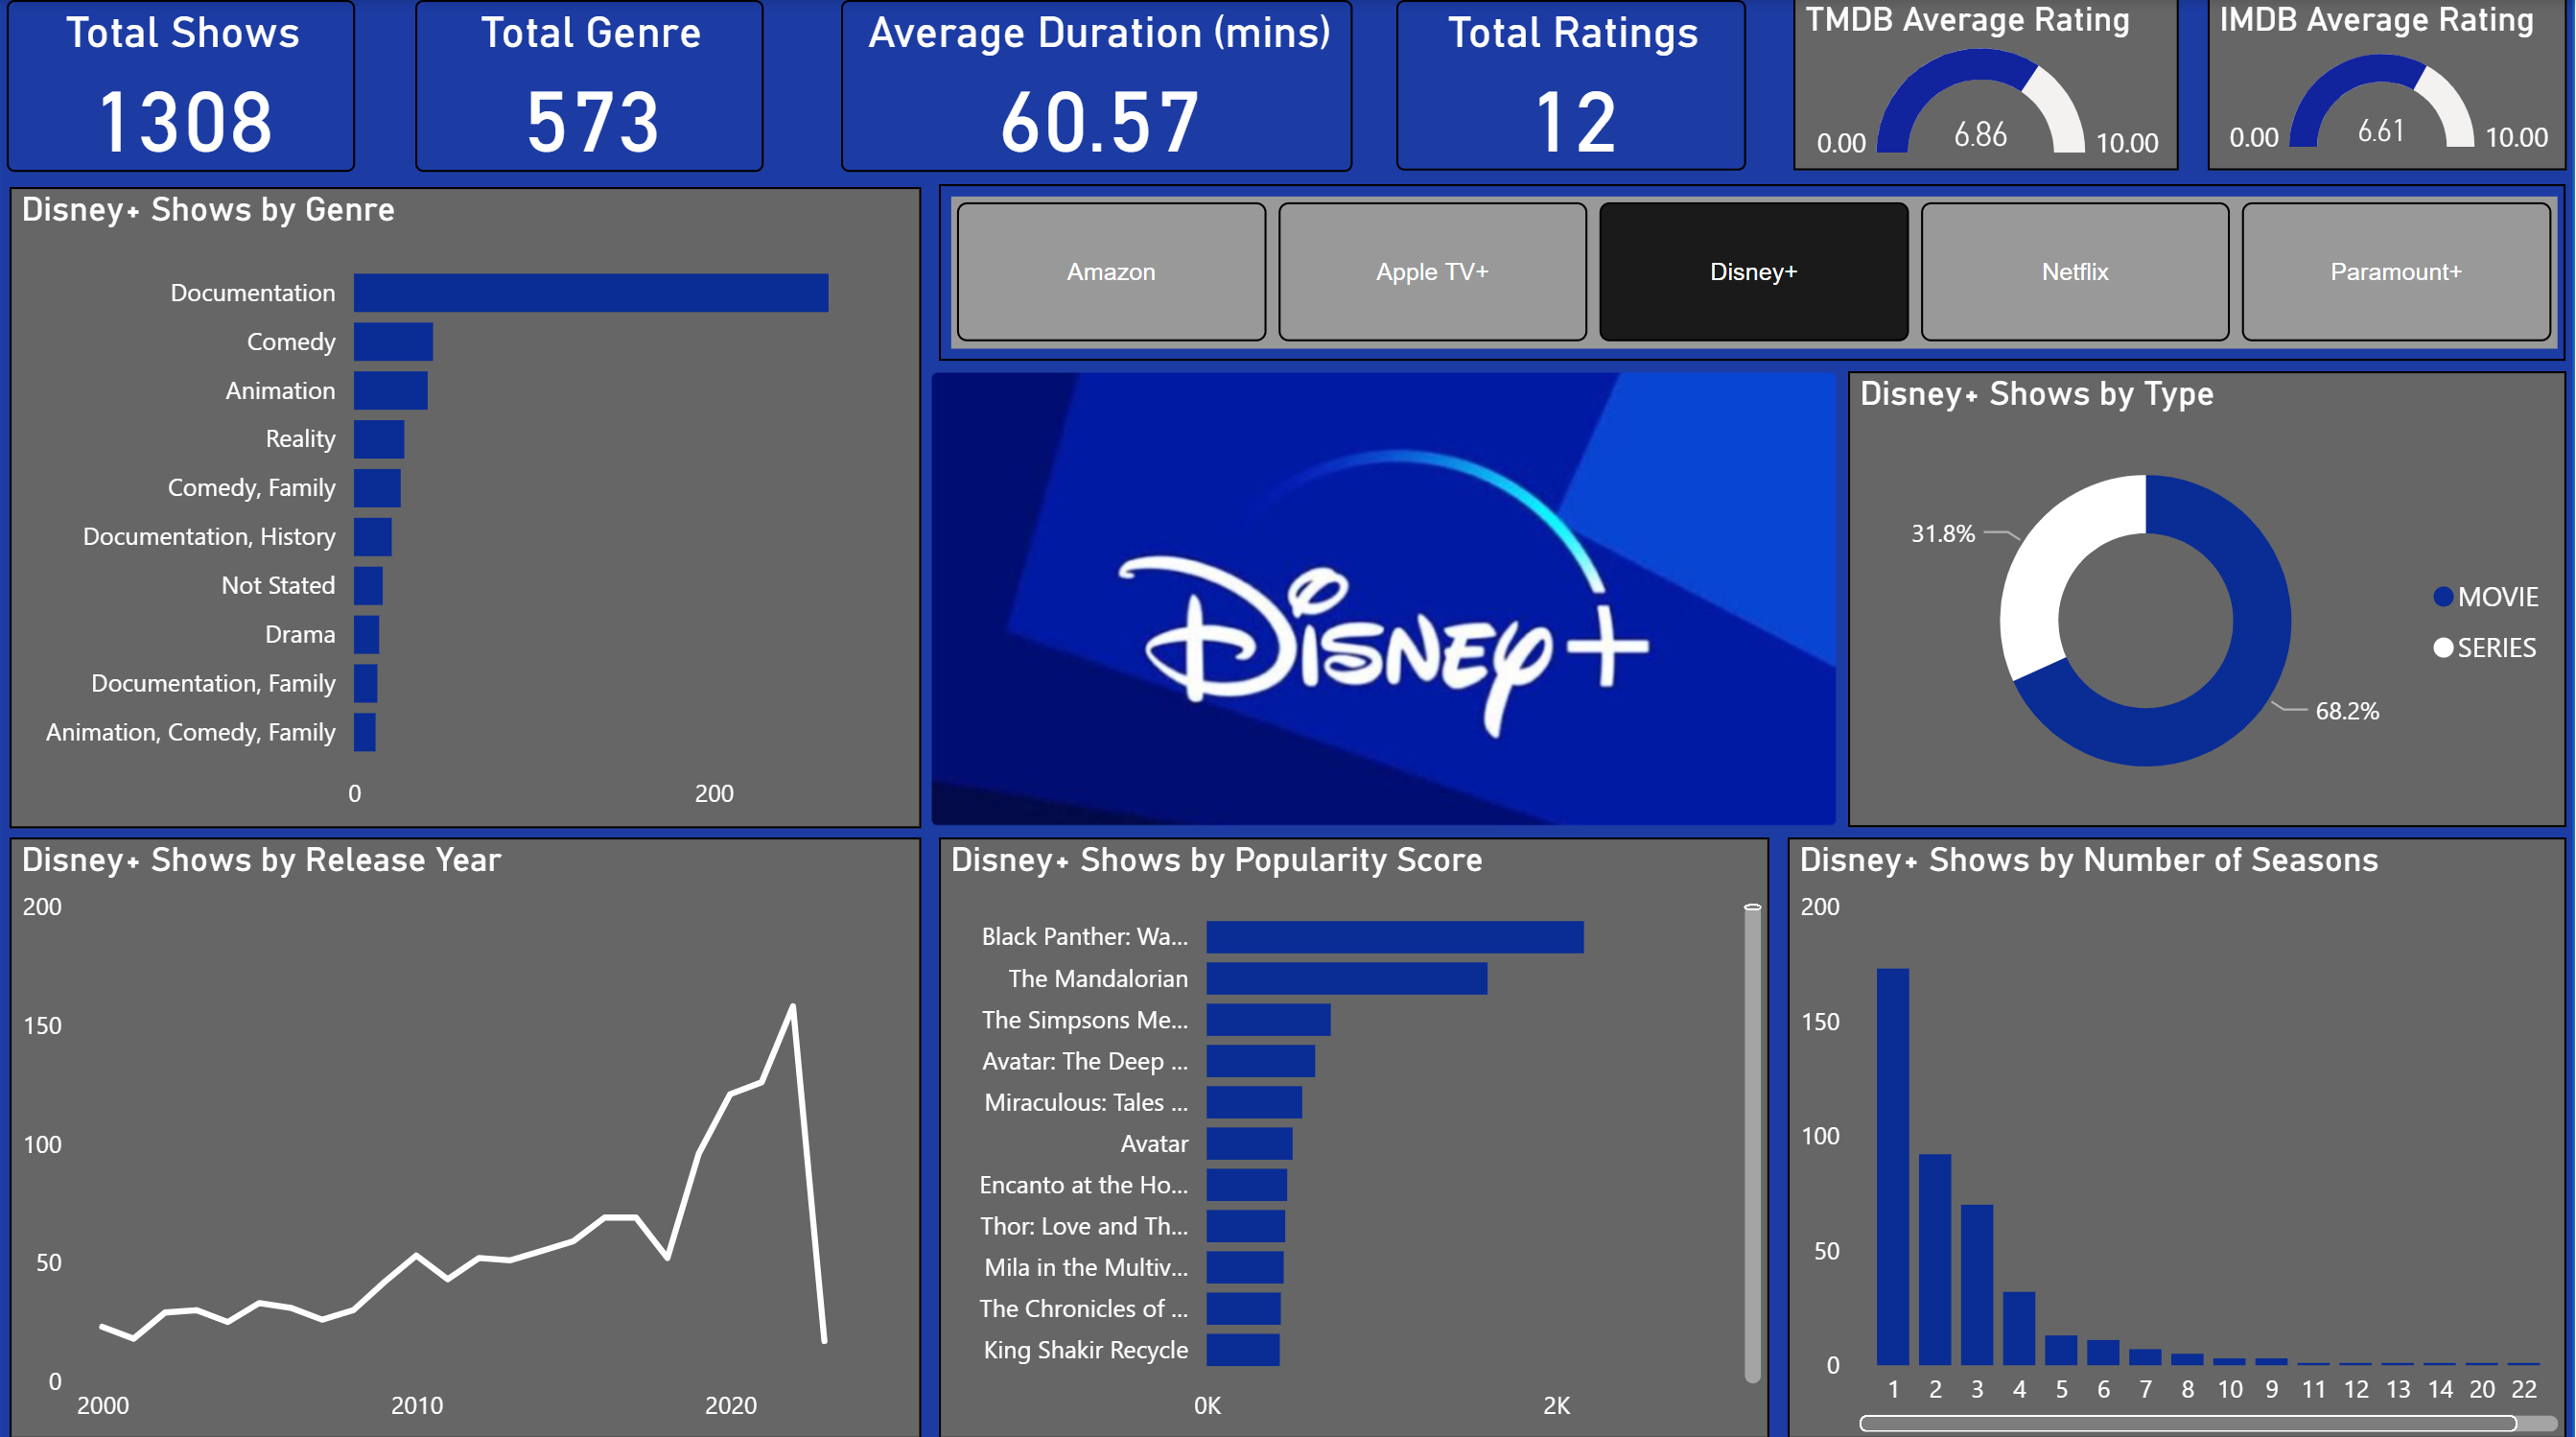 Total Shows
1308
Total Genre
573
Average Duration (mins)
60.57
Total Ratings
12
TMDB Average Rating
0.00
6.86
10.00
IMDB Average Rating
0.00
6.61
10.00
Disney+ Shows by Genre
Documentation
Comedy
Animation
Reality
Comedy, Family
Documentation, History
Not Stated
Drama
Documentation, Family
Animation, Comedy, Family
0 200
Amazon
Apple TV+
Disney+
Netflix
Paramount+
Disney+
Disney+ Shows by Type
31.8%
68.2%
MOVIE
SERIES
Disney+ Shows by Release Year
200
150
100
50
0
2000 2010 2020
Disney+ Shows by Popularity Score
Black Panther: Wa...
The Mandalorian
The Simpsons Me...
Avatar: The Deep ...
Miraculous: Tales ...
Avatar
Encanto at the Ho...
Thor: Love and Th...
Mila in the Multiv...
The Chronicles of ...
King Shakir Recycle
0K 2K
Disney+ Shows by Number of Seasons
200
150
100
50
0
1 2 3 4 5 6 7 8 10 9 11 12 13 14 20 22